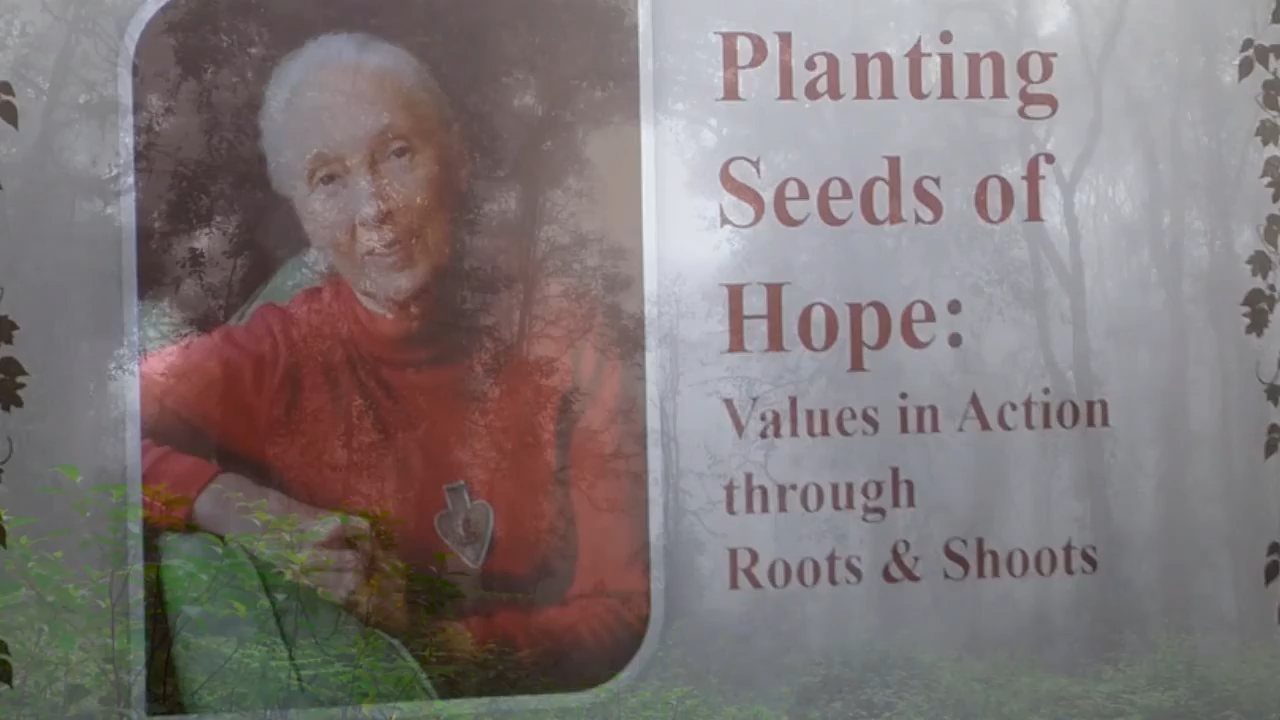 Planting
Seeds of
Hope:
Values in Action
through
Roots & Shoots